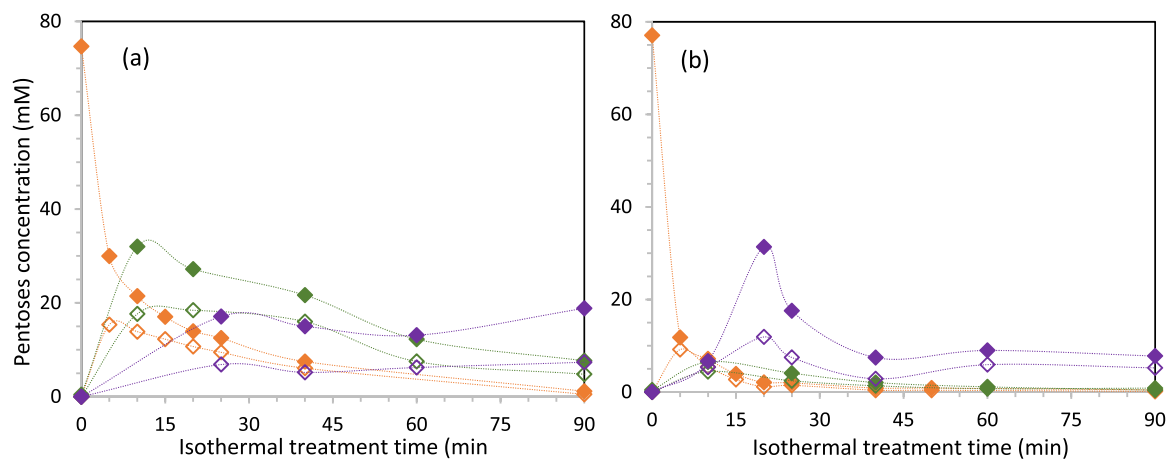 (a)
Pentoses concentration (mM)
80
60
40
20
0
0 15 30 45 60 75 90
Isothermal treatment time (min
(b)
80
60
40
20
0
0 15 30 45 60 75 90
Isothermal treatment time (min)